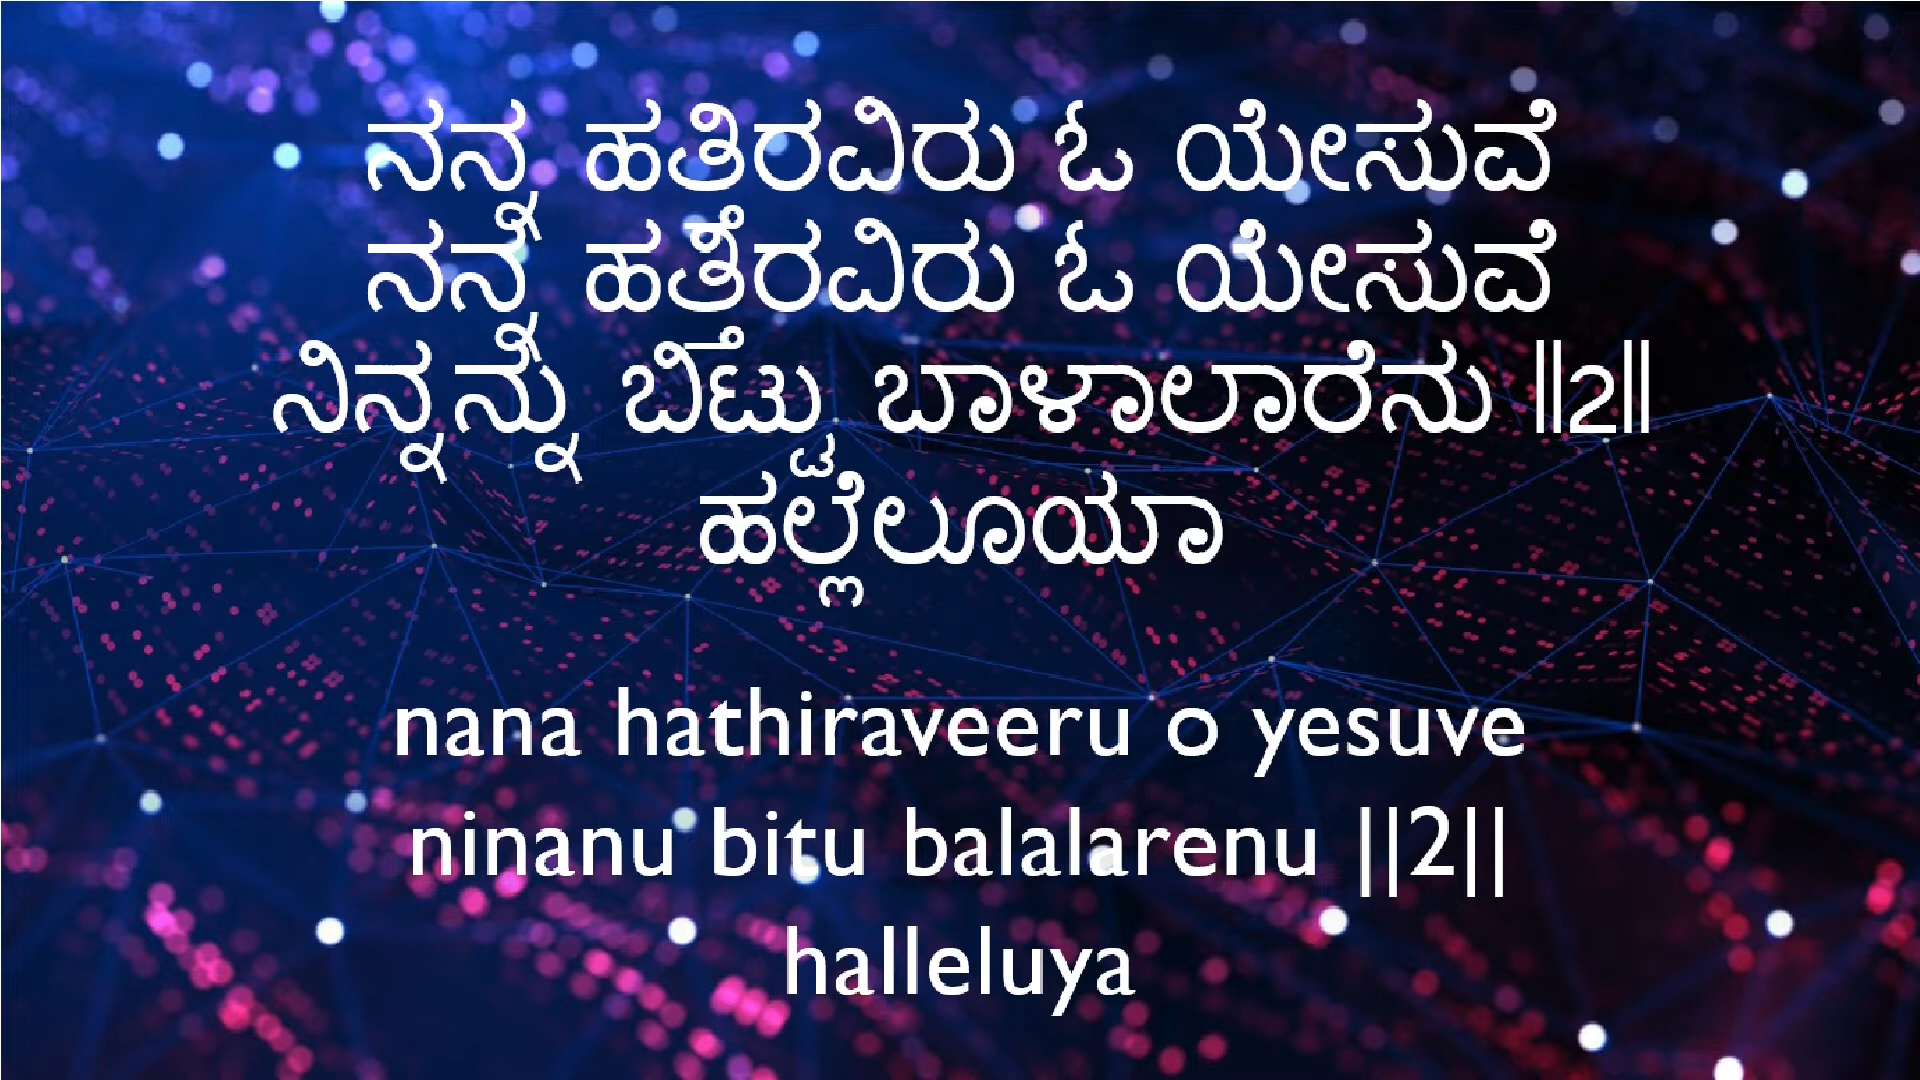 ನನ್ನ ಹತಿರವಿರು ಓ ಯೇಸುವೆ
ನನ್ನ ಹತಿರವಿರು ಓ ಯೇಸುವೆ
ನಿನ್ನನ್ನು ಬಿಟ್ಟು ಬಾಳಾಲಾರೆನು ||2||
ಹಲ್ಲೆಲೂಯಾ
nana hathiraveeru o yesuve
ninanu bitu balalarenu ||2||
halleluya